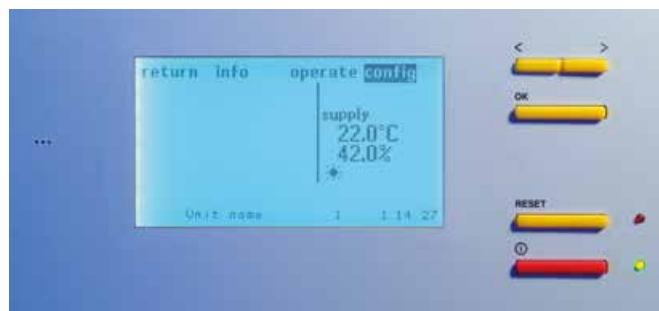 < >
return info operate config
OK
supply
22.0°C
42.0%
...
RESET
Unit name 1 1 14 27